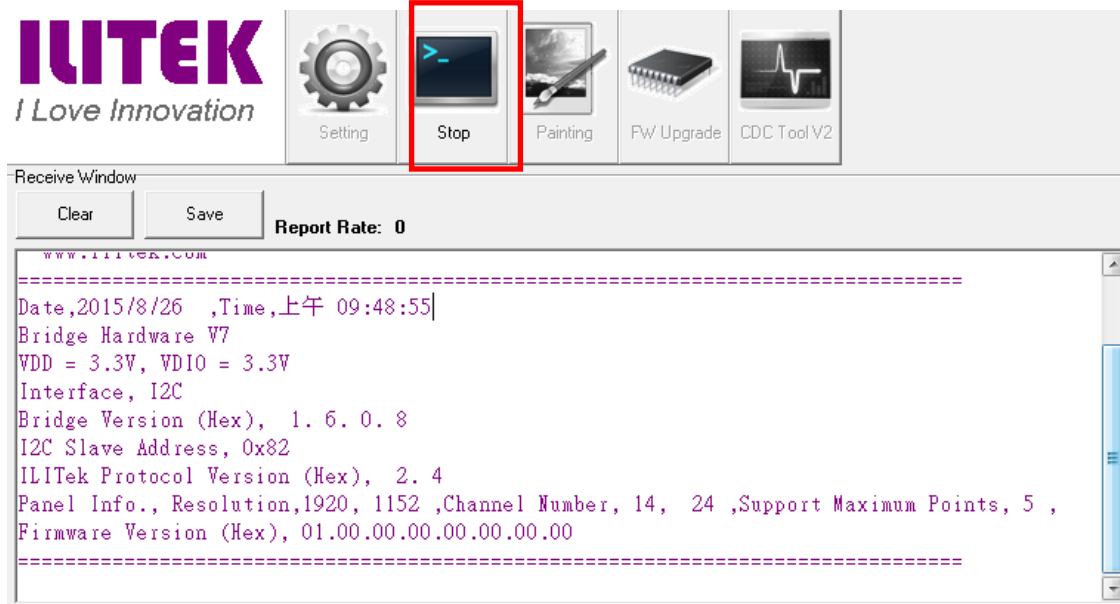 ILITEK
I Love Innovation
Setting
Stop
Painting
FW Upgrade
CDC Tool V2
Receive Window
Clear
Save
Report Rate: 0
www.ilitek.com
================================================================================
Date,2015/8/26 ,Time,上午 09:48:55
Bridge Hardware V7
VDD = 3.3V, VDIO = 3.3V
Interface, I2C
Bridge Version (Hex), 1. 6. 0. 8
I2C Slave Address, 0x82
ILITek Protocol Version (Hex), 2. 4
Panel Info., Resolution,1920, 1152 ,Channel Number, 14, 24 ,Support Maximum Points, 5 ,
Firmware Version (Hex), 01.00.00.00.00.00.00.00
================================================================================